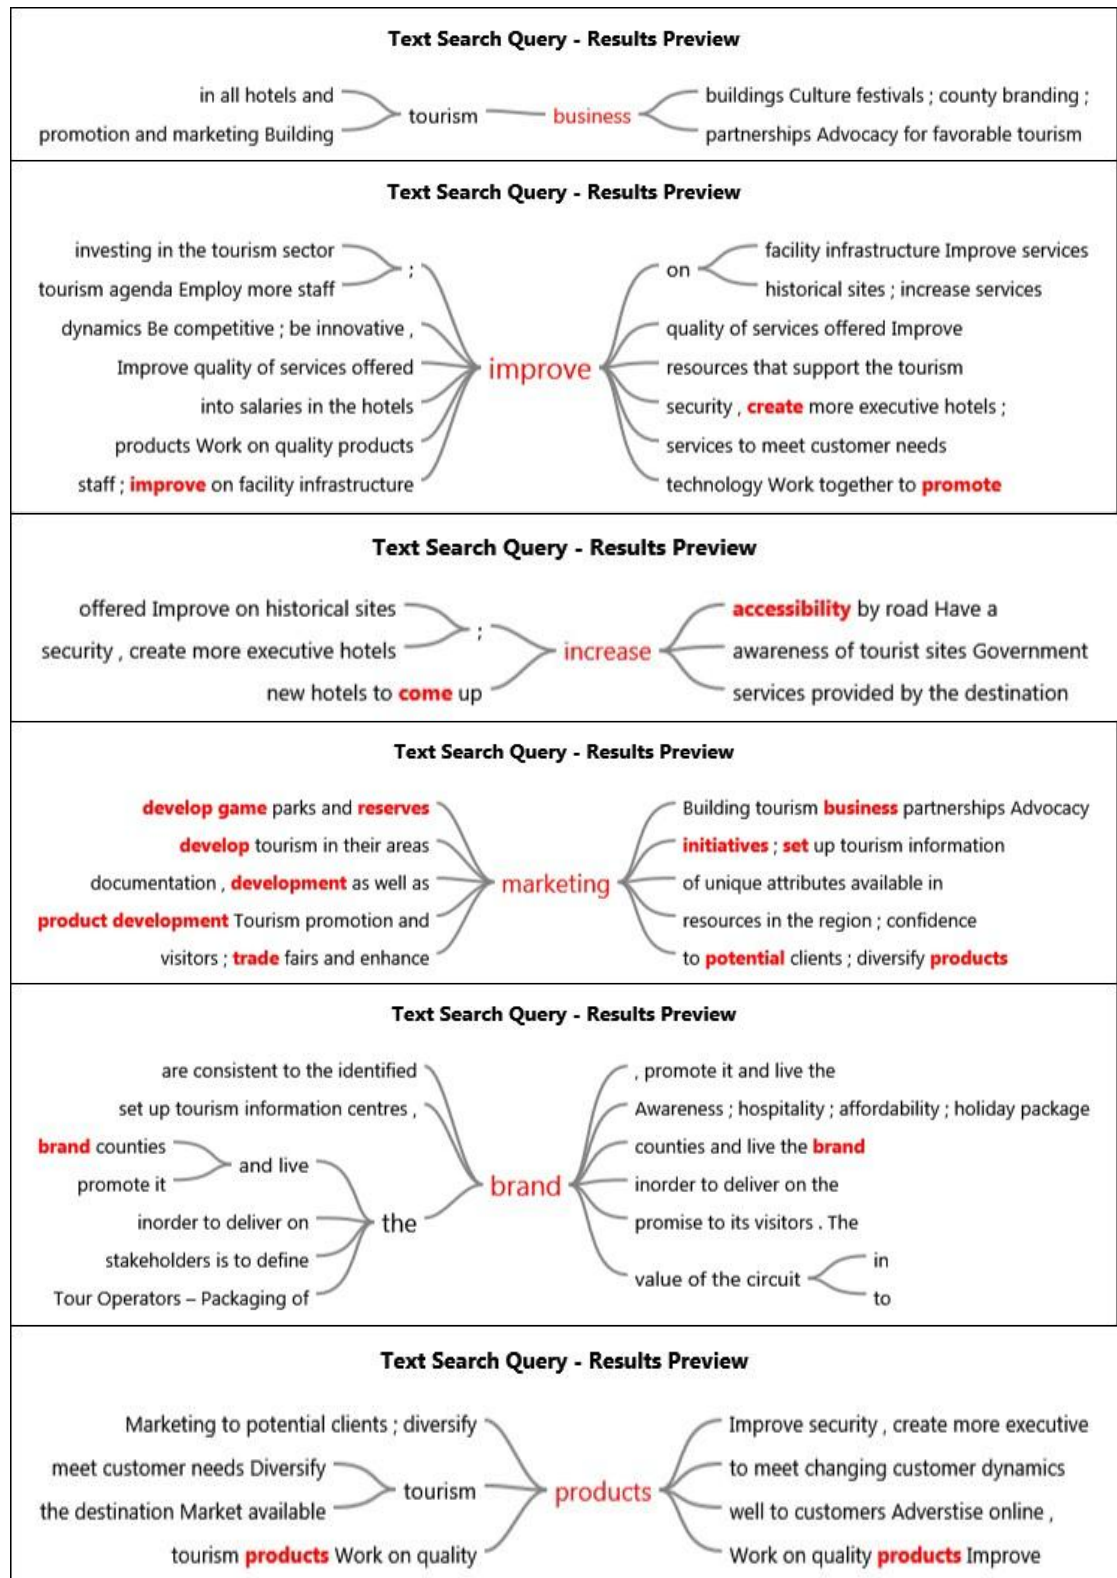 Text Search Query - Results Preview
in all hotels and
promotion and marketing Building
tourism
business
buildings Culture festivals ; county branding ;
partnerships Advocacy for favorable tourism
Text Search Query - Results Preview
investing in the tourism sector
tourism agenda Employ more staff
;
dynamics Be competitive ; be innovative ,
Improve quality of services offered
into salaries in the hotels
products Work on quality products
staff ; improve on facility infrastructure
improve
on
facility infrastructure Improve services
historical sites ; increase services
quality of services offered Improve
resources that support the tourism
security , create more executive hotels ;
services to meet customer needs
technology Work together to promote
Text Search Query - Results Preview
offered Improve on historical sites
security , create more executive hotels
;
new hotels to come up
increase
accessibility by road Have a
awareness of tourist sites Government
services provided by the destination
Text Search Query - Results Preview
develop game parks and reserves
develop tourism in their areas
documentation , development as well as
product development Tourism promotion and
visitors ; trade fairs and enhance
marketing
Building tourism business partnerships Advocacy
initiatives ; set up tourism information
of unique attributes available in
resources in the region ; confidence
to potential clients ; diversify products
Text Search Query - Results Preview
are consistent to the identified
set up tourism information centres ,
brand counties
promote it
and live
inorder to deliver on
stakeholders is to define
Tour Operators – Packaging of
the
brand
, promote it and live the
Awareness ; hospitality ; affordability ; holiday package
counties and live the brand
inorder to deliver on the
promise to its visitors . The
value of the circuit
in
to
Text Search Query - Results Preview
Marketing to potential clients ; diversify
meet customer needs Diversify
the destination Market available
tourism
tourism products Work on quality
products
Improve security , create more executive
to meet changing customer dynamics
well to customers Adverstise online ,
Work on quality products Improve